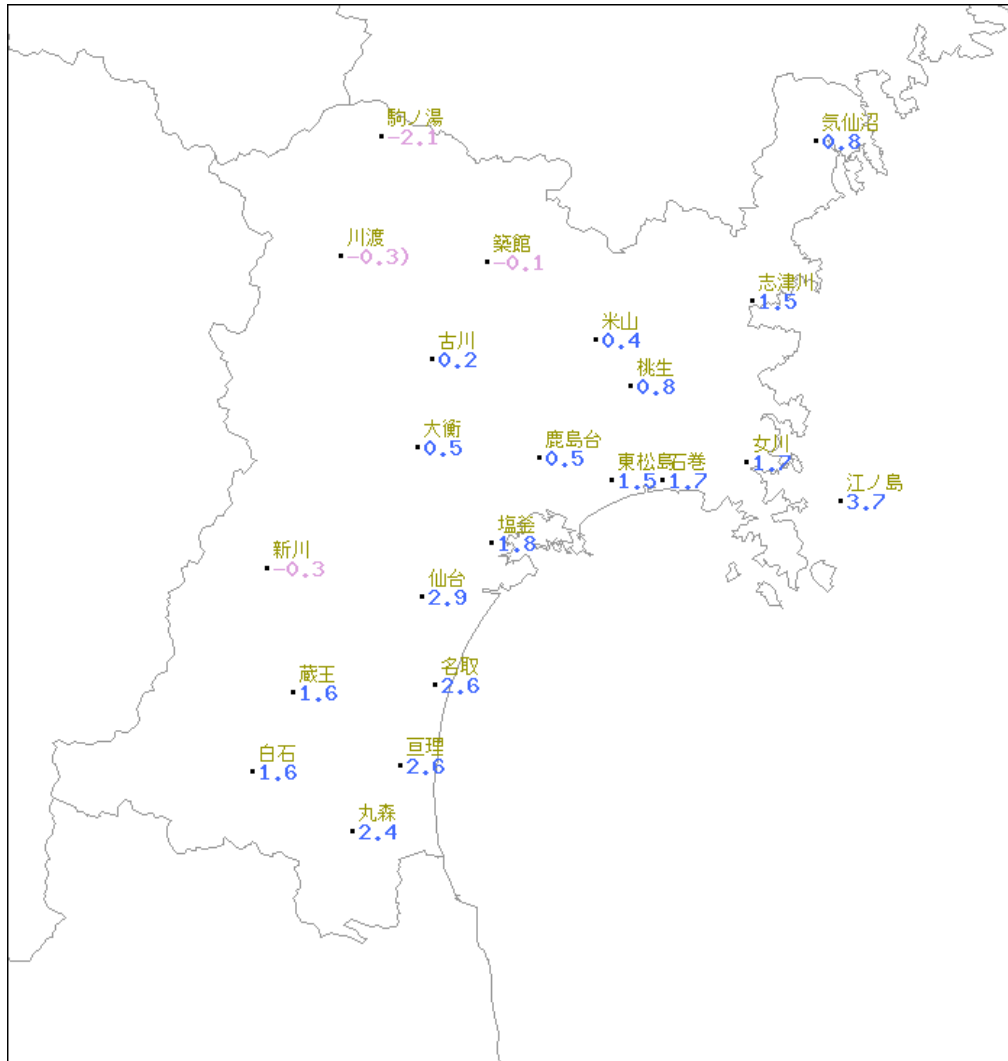 駒ノ湯
-2.1
気仙沼
0.8
川渡
-0.3)
築館
-0.1
志津川
1.5
米山
0.4
古川
0.2
桃生
0.8
大衡
0.5
鹿島台
0.5
東松島
1.5
石巻
1.7
女川
1.7
江ノ島
3.7
塩釜
1.8
新川
-0.3
仙台
2.9
名取
2.6
蔵王
1.6
亘理
2.6
白石
1.6
丸森
2.4